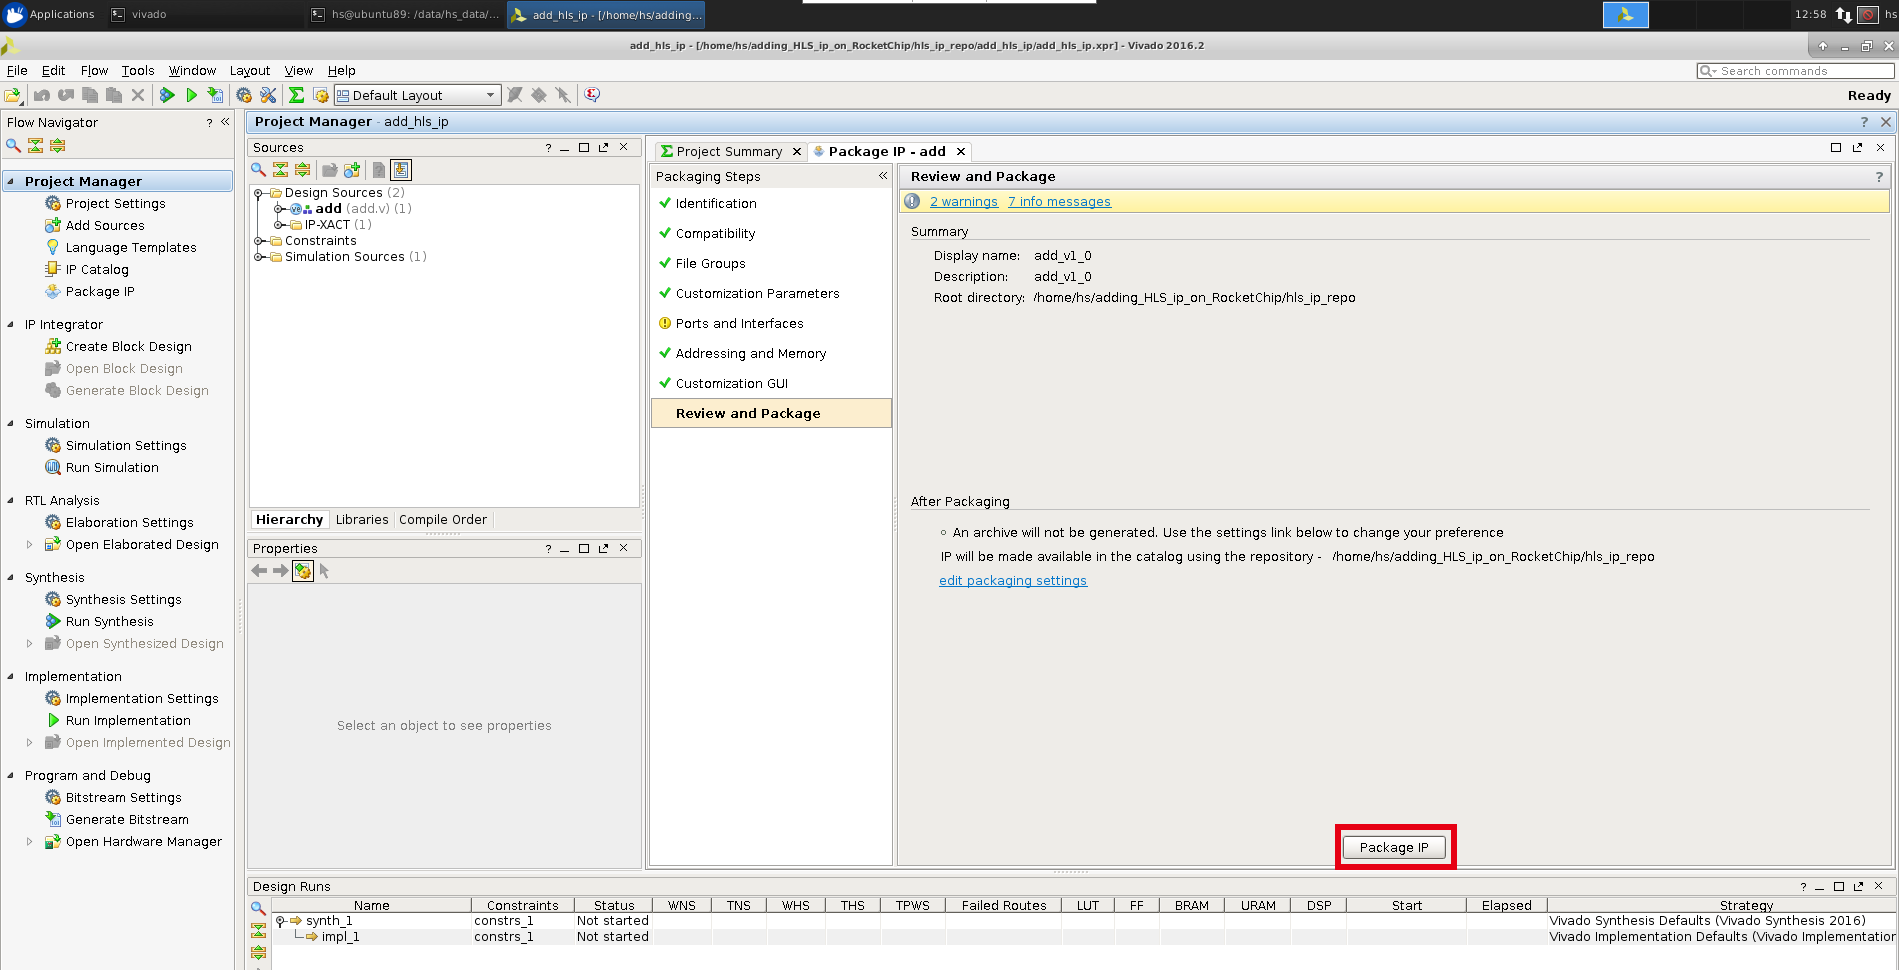 Applications
vivado
hs@ubuntu89: /data/hs_data/...
add_hls_ip - [/home/hs/adding...
12:58
hs
add_hls_ip - [/home/hs/adding_HLS_ip_on_RocketChip/hls_ip_repo/add_hls_ip/add_hls_ip.xpr] - Vivado 2016.2
File Edit Flow Tools Window Layout View Help
Search commands
Default Layout
Ready
Flow Navigator
Project Manager
Project Settings
Add Sources
Language Templates
IP Catalog
Package IP
IP Integrator
Create Block Design
Open Block Design
Generate Block Design
Simulation
Simulation Settings
Run Simulation
RTL Analysis
Elaboration Settings
Open Elaborated Design
Synthesis
Synthesis Settings
Run Synthesis
Open Synthesized Design
Implementation
Implementation Settings
Run Implementation
Open Implemented Design
Program and Debug
Bitstream Settings
Generate Bitstream
Open Hardware Manager
Project Manager - add_hls_ip
Sources
Design Sources (2)
add (add.v) (1)
IP-XACT (1)
Constraints
Simulation Sources (1)
Hierarchy Libraries Compile Order
Properties
Select an object to see properties
Project Summary
Package IP - add
Packaging Steps
Identification
Compatibility
File Groups
Customization Parameters
Ports and Interfaces
Addressing and Memory
Customization GUI
Review and Package
Review and Package
2 warnings 7 info messages
Summary
Display name: add_v1_0
Description: add_v1_0
Root directory: /home/hs/adding_HLS_ip_on_RocketChip/hls_ip_repo
After Packaging
An archive will not be generated. Use the settings link below to change your preference
IP will be made available in the catalog using the repository - /home/hs/adding_HLS_ip_on_RocketChip/hls_ip_repo
edit packaging settings
Package IP
Design Runs
Name Constraints Status WNS TNS WHS THS TPWS Failed Routes LUT FF BRAM URAM DSP Start Elapsed Strategy
synth_1 constrs_1 Not started Vivado Synthesis Defaults (Vivado Synthesis 2016)
impl_1 constrs_1 Not started Vivado Implementation Defaults (Vivado Implementation